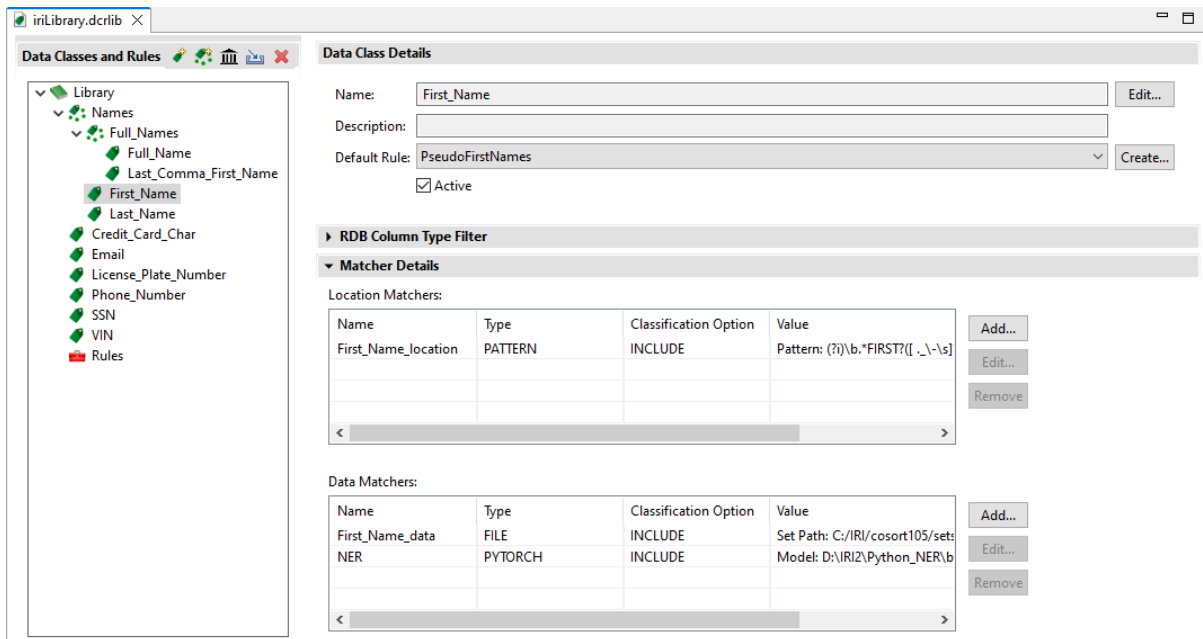 iriLibrary.dcrlib
Data Classes and Rules
Library
Names
Full_Names
Full_Name
Last_Comma_First_Name
First_Name
Last_Name
Credit_Card_Char
Email
License_Plate_Number
Phone_Number
SSN
VIN
Rules
Data Class Details
Name: First_Name Edit...
Description:
Default Rule: PseudoFirstNames Create...
Active
RDB Column Type Filter
Matcher Details
Location Matchers:
Name Type Classification Option Value
First_Name_location PATTERN INCLUDE Pattern: (?i)\b.*FIRST?([ ._\-\s]
Add...
Edit...
Remove
Data Matchers:
Name Type Classification Option Value
First_Name_data FILE INCLUDE Set Path: C:/IRI/cosort105/sets
NER PYTORCH INCLUDE Model: D:\IRI2\Python_NER\b
Add...
Edit...
Remove